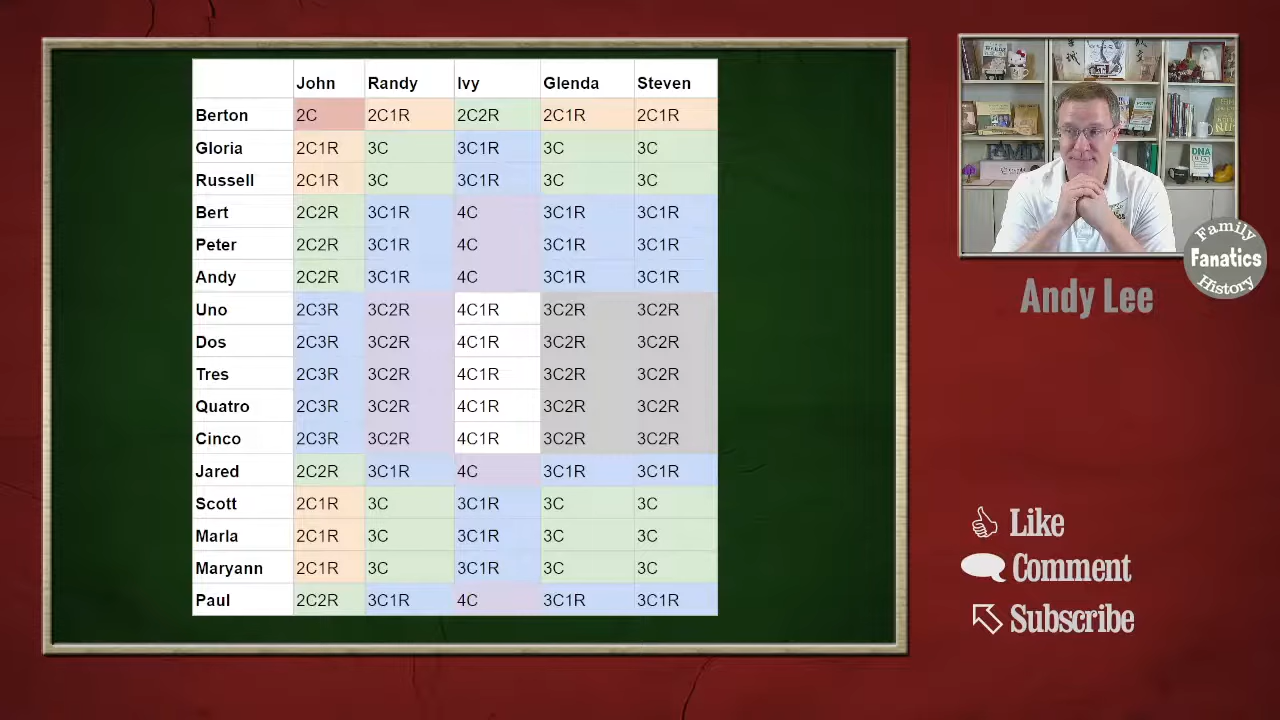 John Randy Ivy Glenda Steven
Berton 2C 2C1R 2C2R 2C1R 2C1R
Gloria 2C1R 3C 3C1R 3C 3C
Russell 2C1R 3C 3C1R 3C 3C
Bert 2C2R 3C1R 4C 3C1R 3C1R
Peter 2C2R 3C1R 4C 3C1R 3C1R
Andy 2C2R 3C1R 4C 3C1R 3C1R
Uno 2C3R 3C2R 4C1R 3C2R 3C2R
Dos 2C3R 3C2R 4C1R 3C2R 3C2R
Tres 2C3R 3C2R 4C1R 3C2R 3C2R
Quatro 2C3R 3C2R 4C1R 3C2R 3C2R
Cinco 2C3R 3C2R 4C1R 3C2R 3C2R
Jared 2C2R 3C1R 4C 3C1R 3C1R
Scott 2C1R 3C 3C1R 3C 3C
Marla 2C1R 3C 3C1R 3C 3C
Maryann 2C1R 3C 3C1R 3C 3C
Paul 2C2R 3C1R 4C 3C1R 3C1R
DNA
Family
Fanatics
History
Andy Lee
Like
Comment
Subscribe